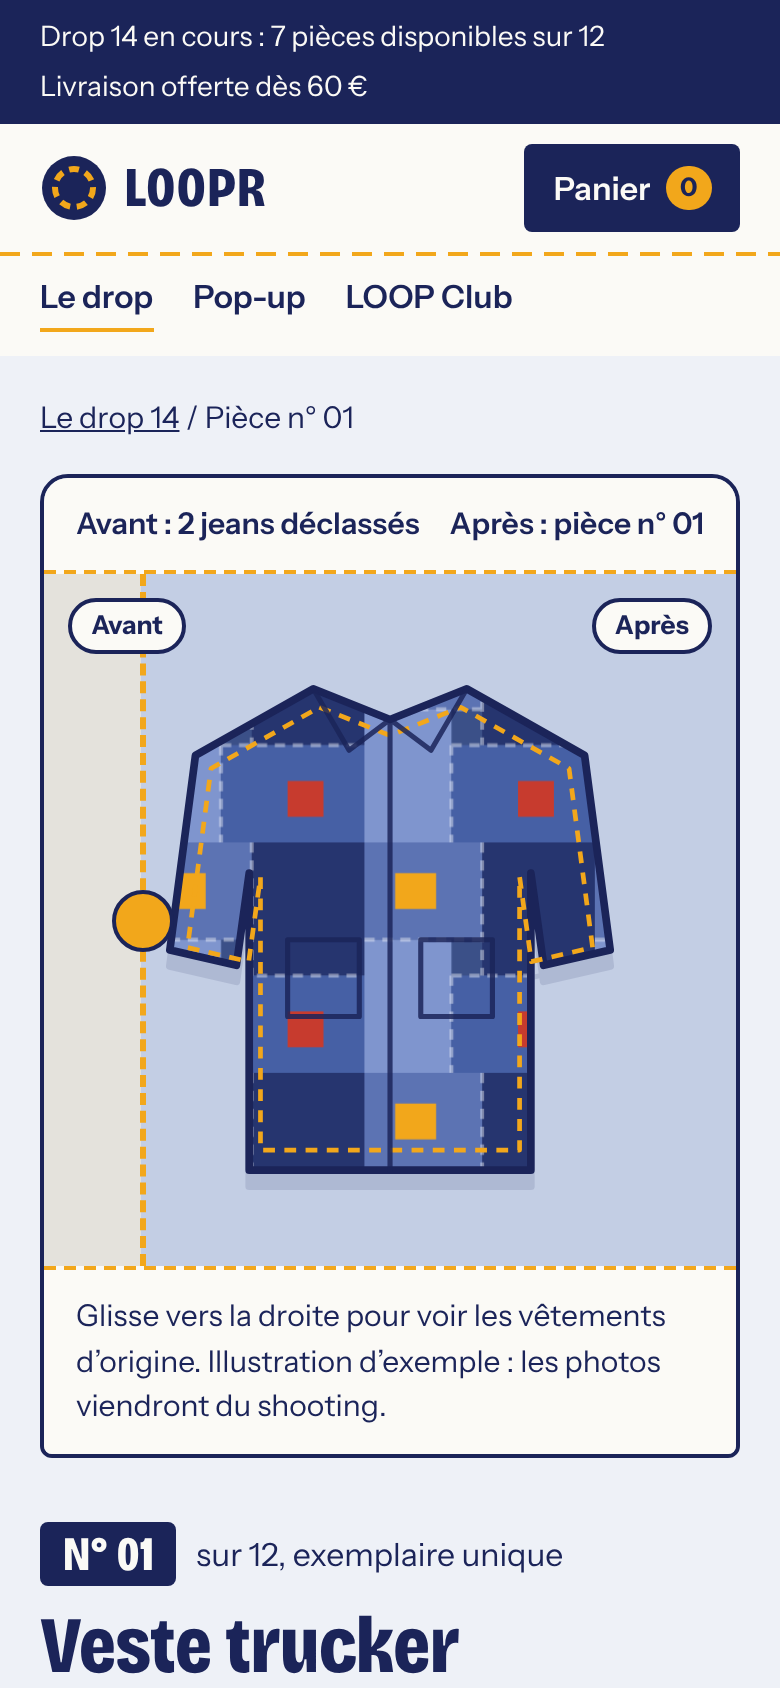 Drop 14 en cours : 7 pièces disponibles sur 12
Livraison offerte dès 60 €
LOOPR
Panier 0
Le drop Pop-up LOOP Club
Le drop 14 / Pièce n° 01
Avant : 2 jeans déclassés Après : pièce n° 01
Avant Après
Glisse vers la droite pour voir les vêtements
d’origine. Illustration d’exemple : les photos
viendront du shooting.
N° 01 sur 12, exemplaire unique
Veste trucker